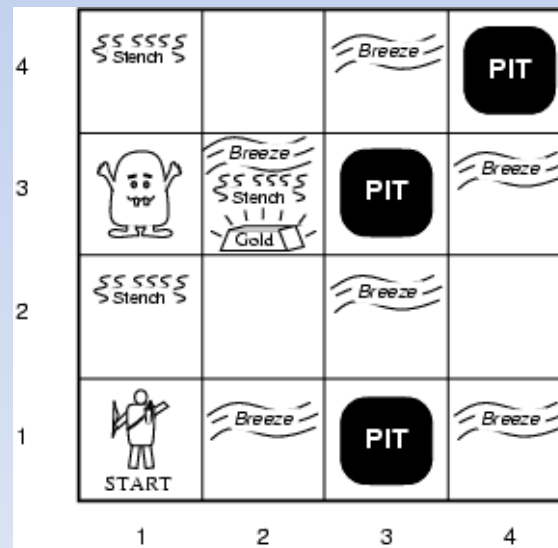 4
Stench
Breeze
PIT
3
Breeze
Stench
Gold
PIT
Breeze
2
Stench
Breeze
1
START
Breeze
PIT
Breeze
1 2 3 4